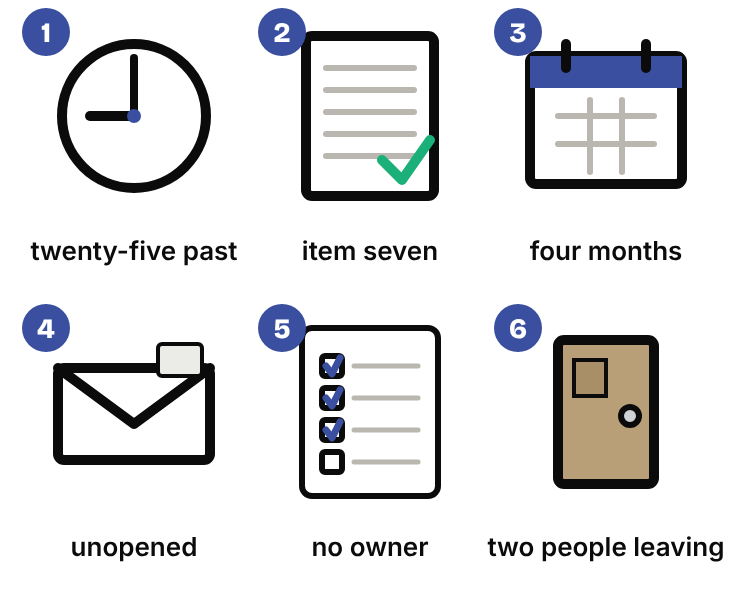 1
2
3
twenty-five past
item seven
four months
4
5
6
unopened
no owner
two people leaving